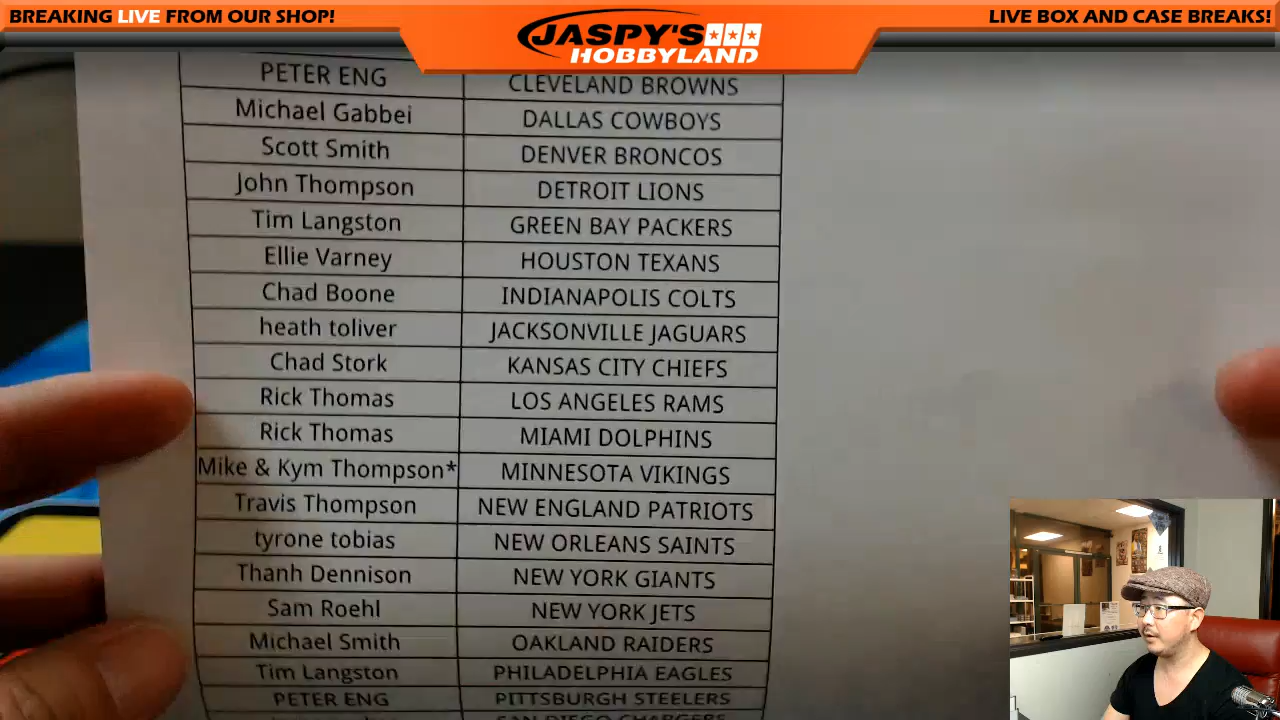 BREAKING LIVE FROM OUR SHOP!
JASPY'S
HOBBYLAND
LIVE BOX AND CASE BREAKS!
PETER ENG CLEVELAND BROWNS
Michael Gabbei DALLAS COWBOYS
Scott Smith DENVER BRONCOS
John Thompson DETROIT LIONS
Tim Langston GREEN BAY PACKERS
Ellie Varney HOUSTON TEXANS
Chad Boone INDIANAPOLIS COLTS
heath toliver JACKSONVILLE JAGUARS
Chad Stork KANSAS CITY CHIEFS
Rick Thomas LOS ANGELES RAMS
Rick Thomas MIAMI DOLPHINS
Mike & Kym Thompson* MINNESOTA VIKINGS
Travis Thompson NEW ENGLAND PATRIOTS
tyrone tobias NEW ORLEANS SAINTS
Thanh Dennison NEW YORK GIANTS
Sam Roehl NEW YORK JETS
Michael Smith OAKLAND RAIDERS
Tim Langston PHILADELPHIA EAGLES
PETER ENG PITTSBURGH STEELERS
SAN DIEGO CHARGERS